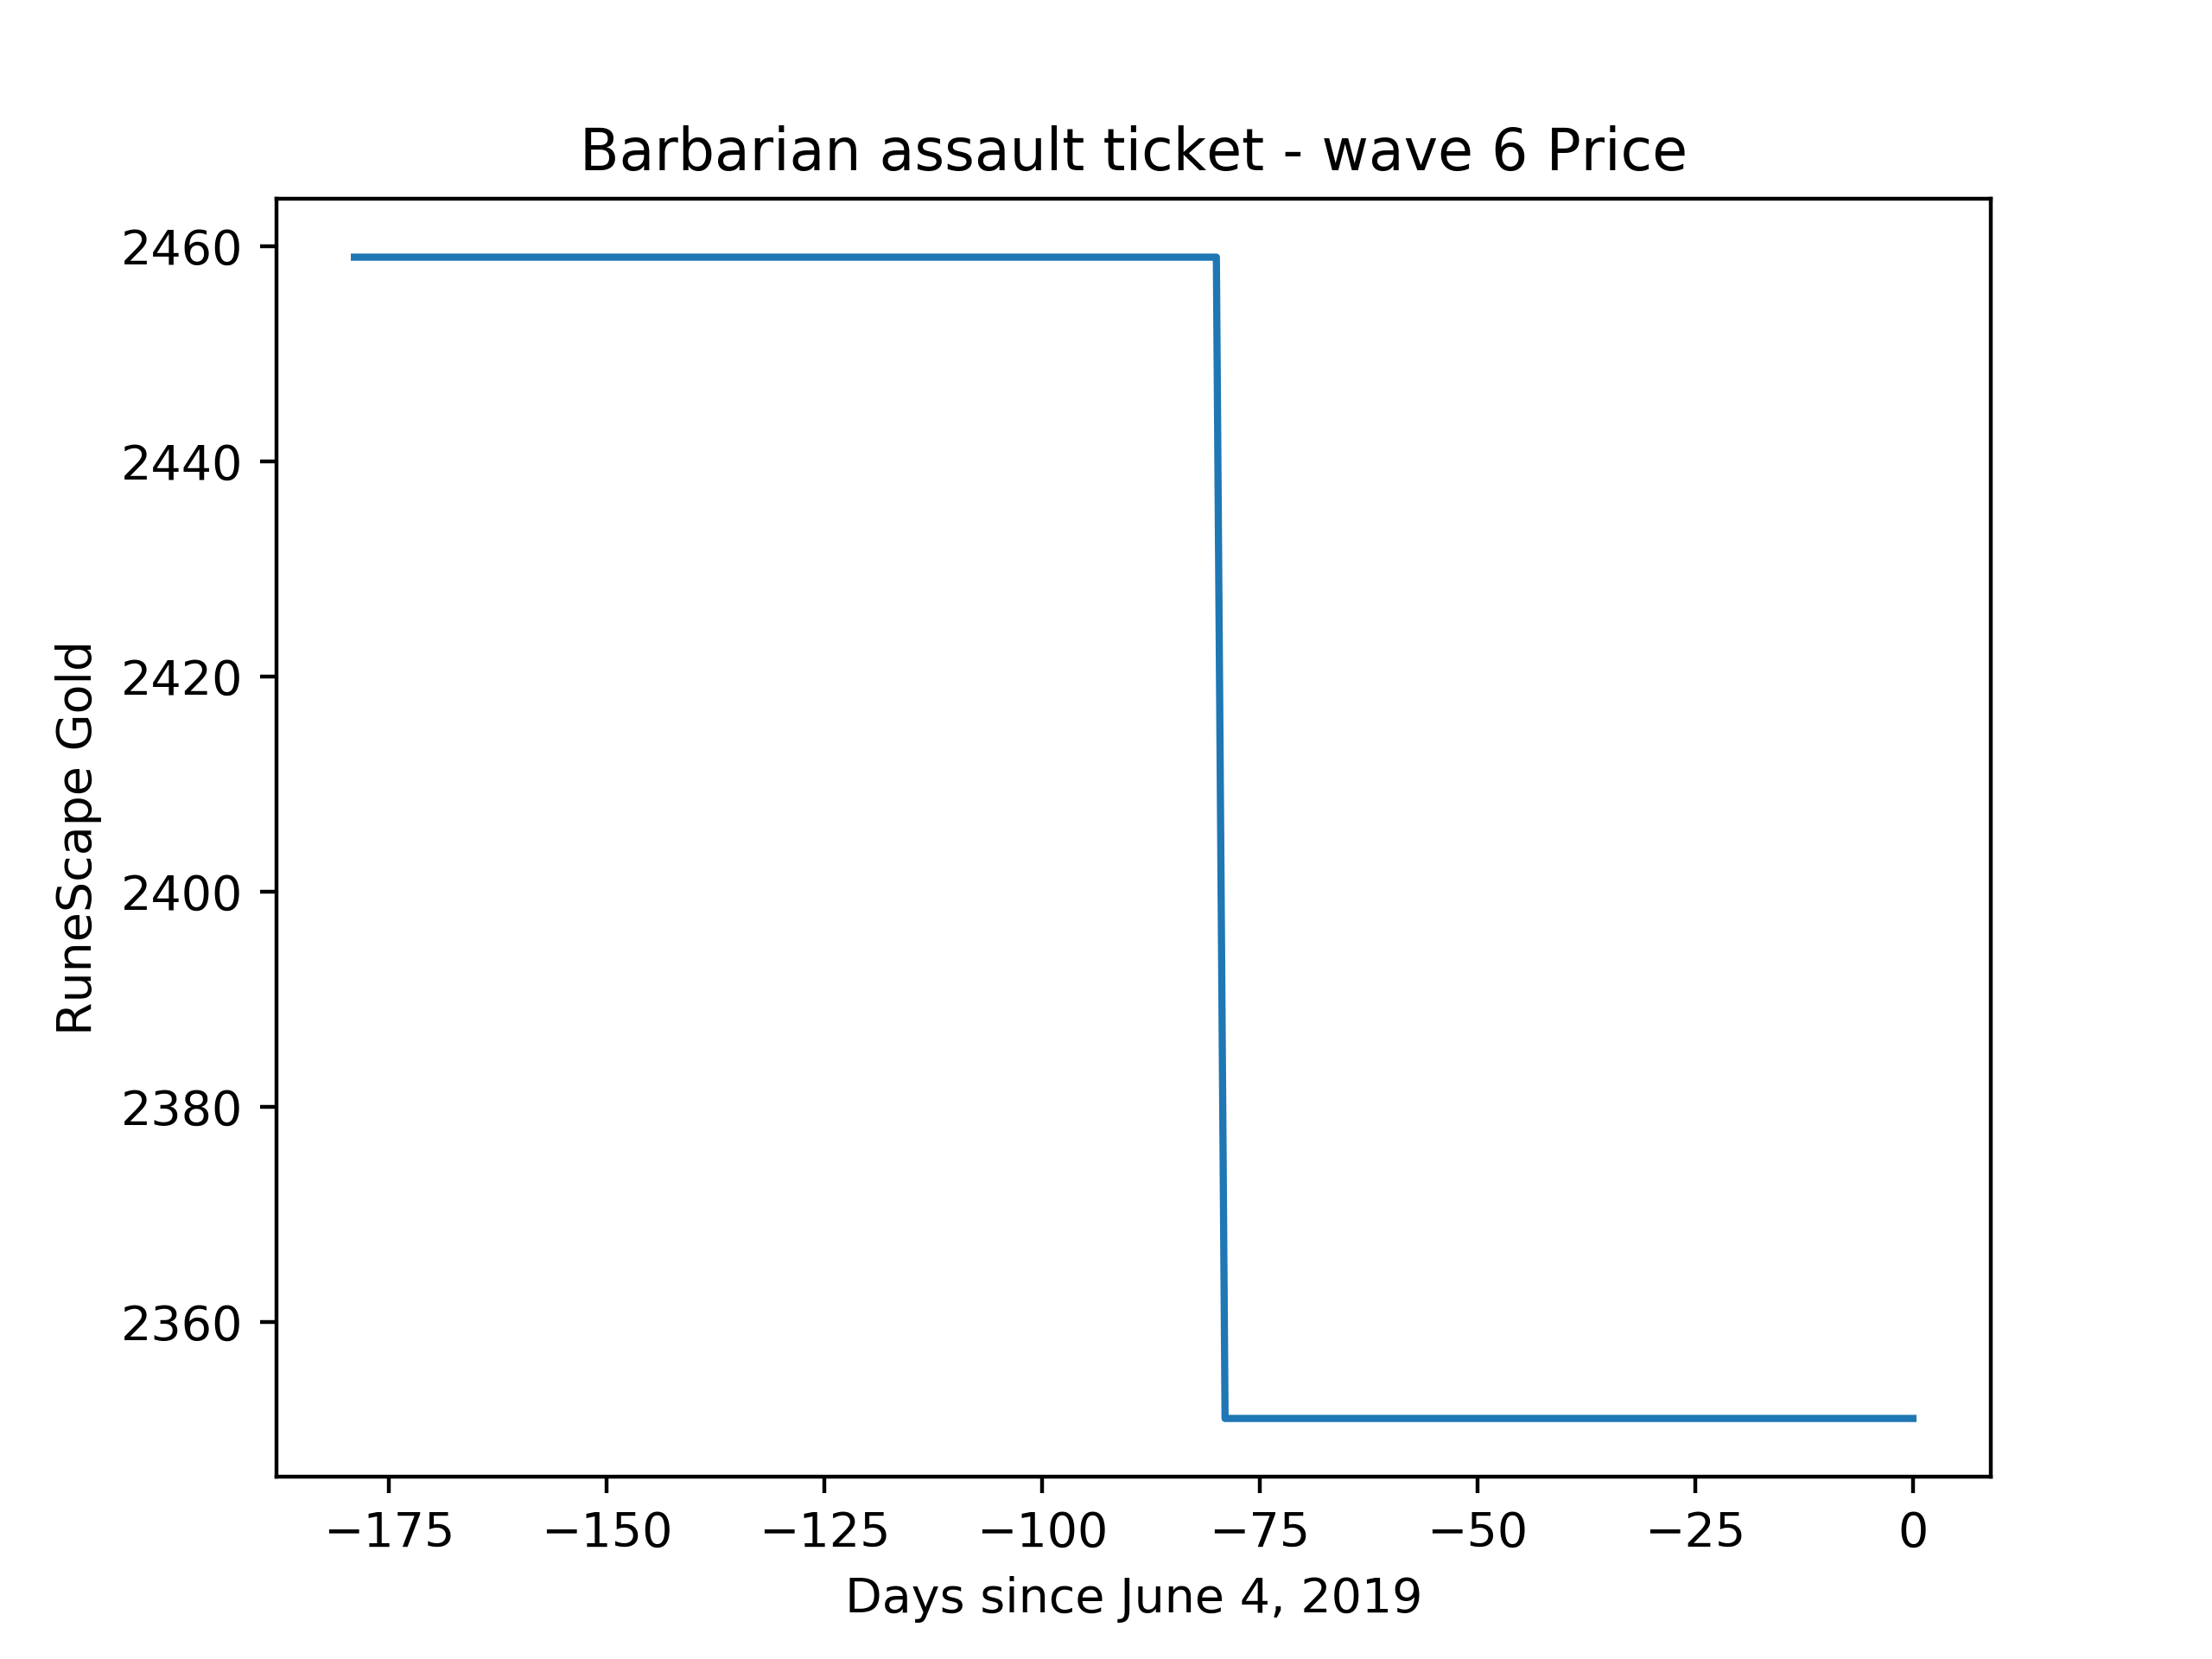 Barbarian assault ticket - wave 6 Price
2460
2440
2420
2400
2380
2360
RuneScape Gold
−175 −150 −125 −100 −75 −50 −25 0
Days since June 4, 2019